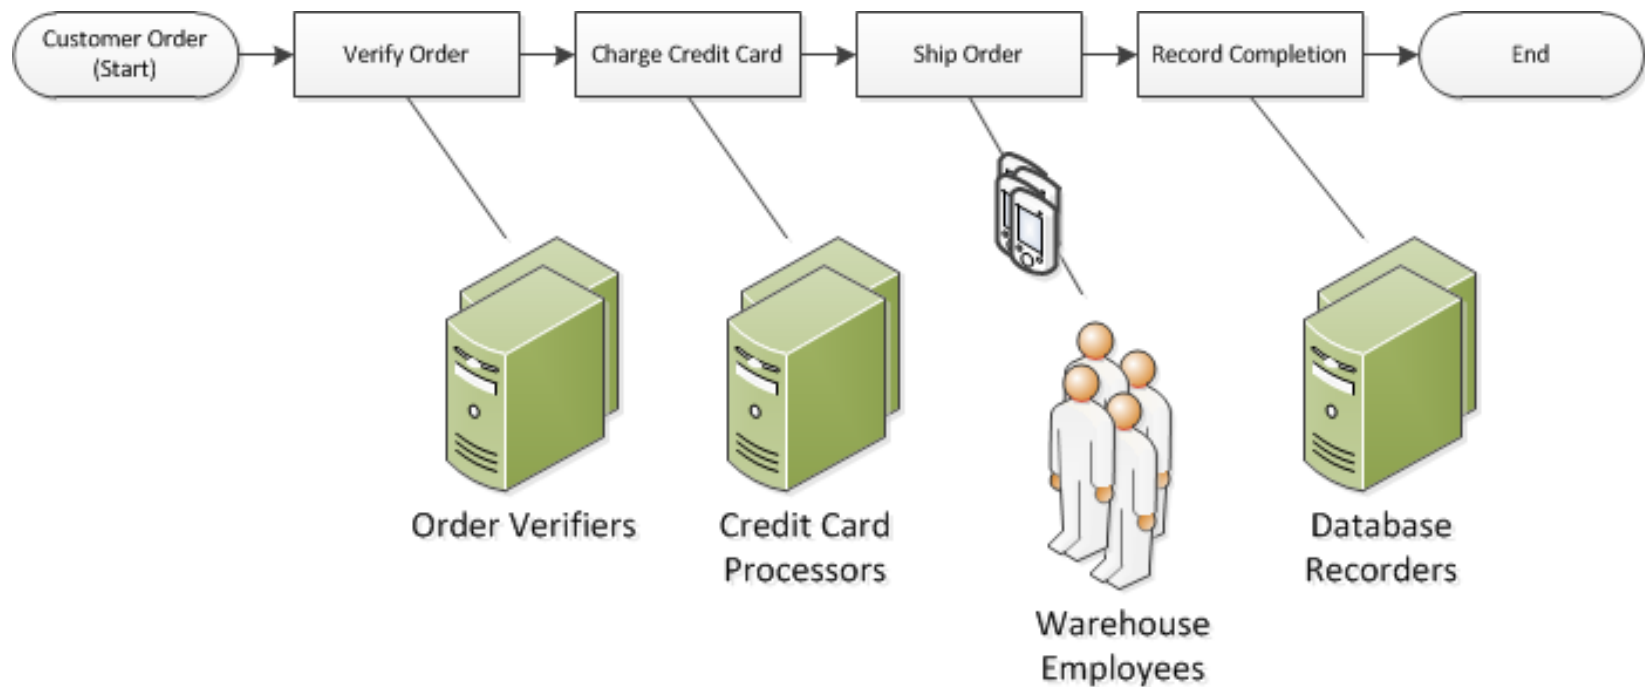 Customer Order
(Start)
Verify Order
Charge Credit Card
Ship Order
Record Completion
End
Order Verifiers
Credit Card
Processors
Warehouse
Employees
Database
Recorders